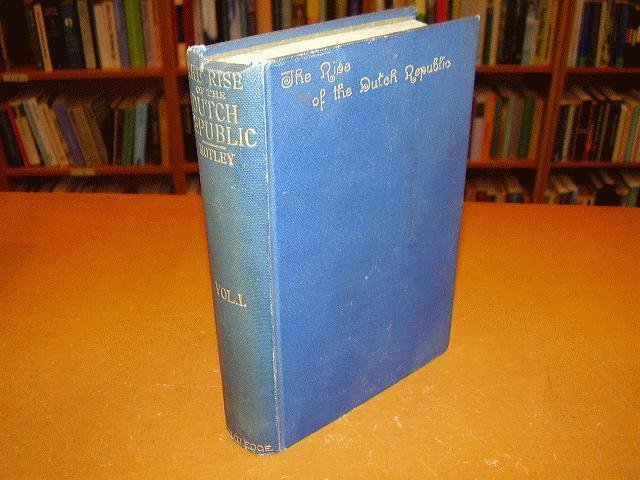 THE RISE
OF THE
DUTCH
REPUBLIC
MOTLEY
VOL.I.
The Rise
of the Dutch Republic